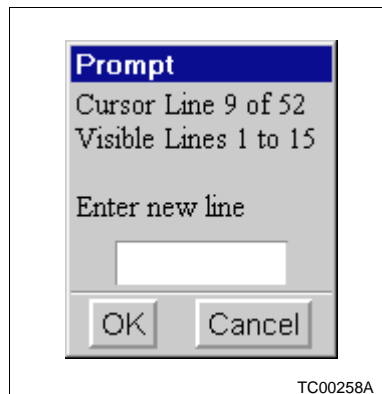 Prompt
Cursor Line 9 of 52
Visible Lines 1 to 15
Enter new line
OK Cancel
TC00258A